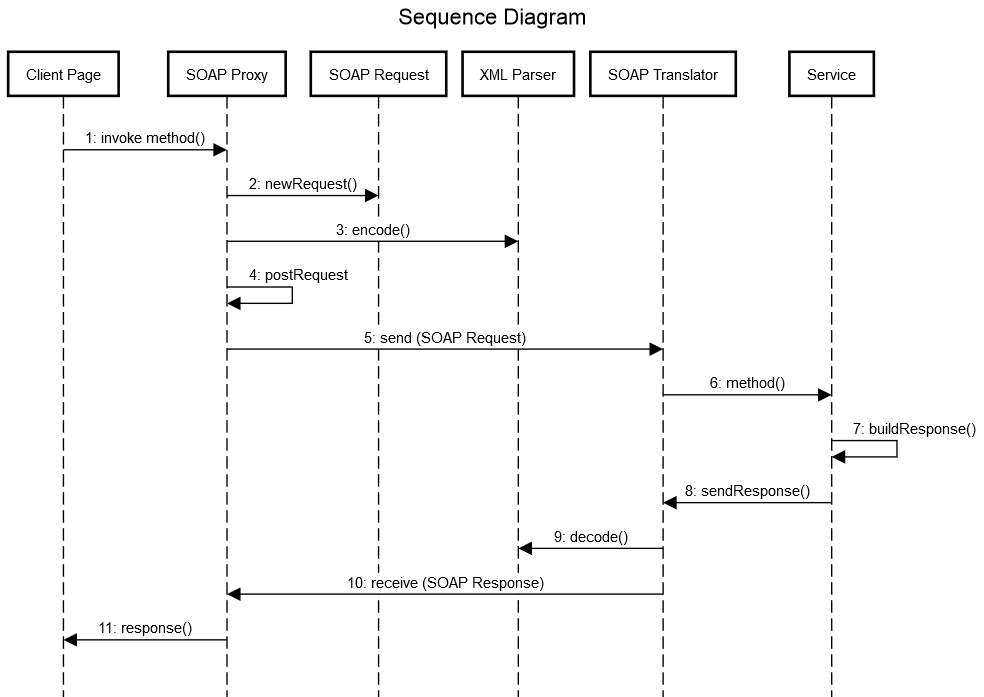 Sequence Diagram
Client Page
SOAP Proxy
SOAP Request
XML Parser
SOAP Translator
Service
1: invoke method()
2: newRequest()
3: encode()
4: postRequest
5: send (SOAP Request)
6: method()
7: buildResponse()
8: sendResponse()
9: decode()
10: receive (SOAP Response)
11: response()